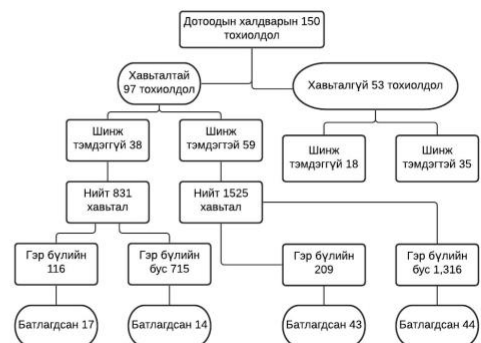 Дотоодын халдварын 150
тохиолдол
Хавьталтай
97 тохиолдол
Хавьталгүй 53 тохиолдол
Шинж
тэмдэггүй 38
Шинж
тэмдэгтэй 59
Шинж
тэмдэггүй 18
Шинж
тэмдэгтэй 35
Нийт 831
хавьтал
Нийт 1525
хавьтал
Гэр бүлийн
116
Гэр бүлийн
бус 715
Гэр бүлийн
209
Гэр бүлийн
бус 1,316
Батлагдсан 17
Батлагдсан 14
Батлагдсан 43
Батлагдсан 44